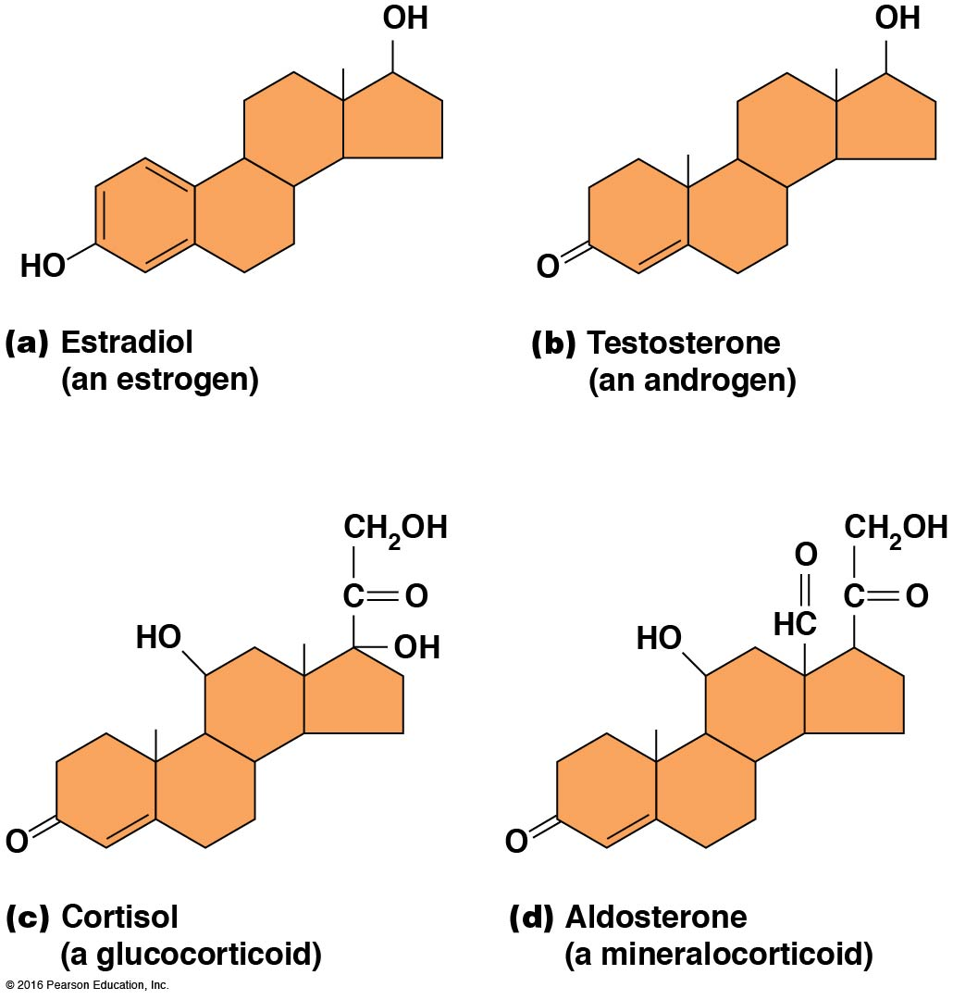 OH
HO
(a) Estradiol
(an estrogen)
OH
O
(b) Testosterone
(an androgen)
CH2OH
C=O
HO
OH
O
(c) Cortisol
(a glucocorticoid)
CH2OH
O
C=O
HC
HO
O
(d) Aldosterone
(a mineralocorticoid)
© 2016 Pearson Education, Inc.